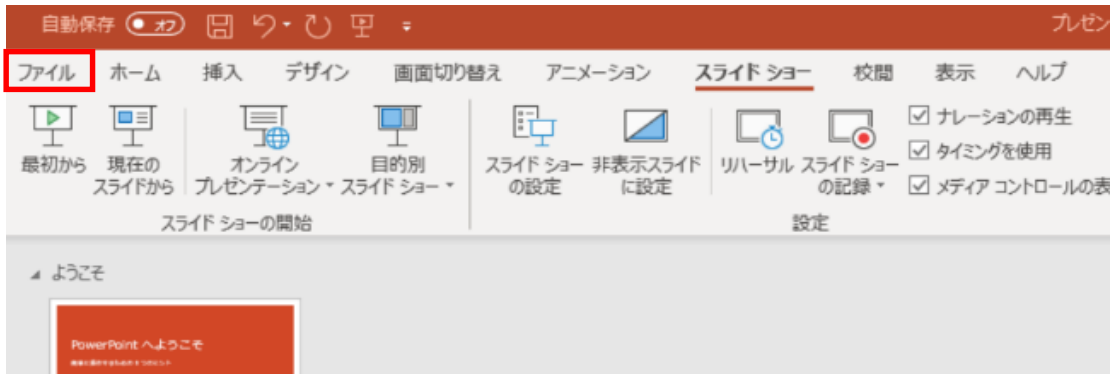 自動保存 オフ プレゼン
ファイル ホーム 挿入 デザイン 画面切り替え アニメーション スライド ショー 校閲 表示 ヘルプ
最初から
現在の
スライドから
オンライン
プレゼンテーション
目的別
スライド ショー
スライド ショーの開始
スライド ショー
の設定
非表示スライド
に設定
リハーサル
スライド ショー
の記録
ナレーションの再生
タイミングを使用
メディア コントロールの表
設定
ようこそ
PowerPoint へようこそ